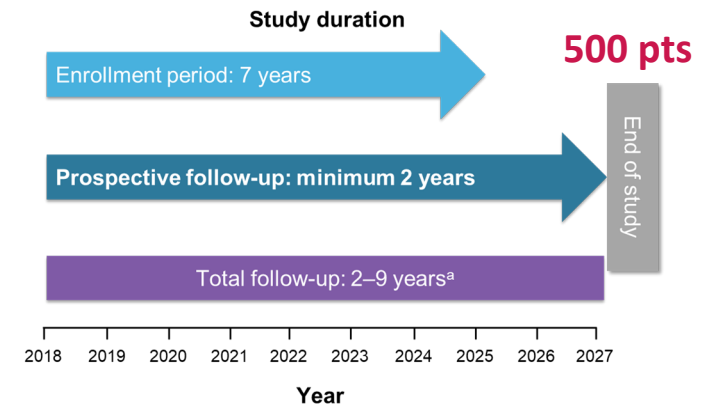 Study duration
500 pts
Enrollment period: 7 years
End of study
Prospective follow-up: minimum 2 years
Total follow-up: 2–9 yearsᵃ
2018 2019 2020 2021 2022 2023 2024 2025 2026 2027
Year